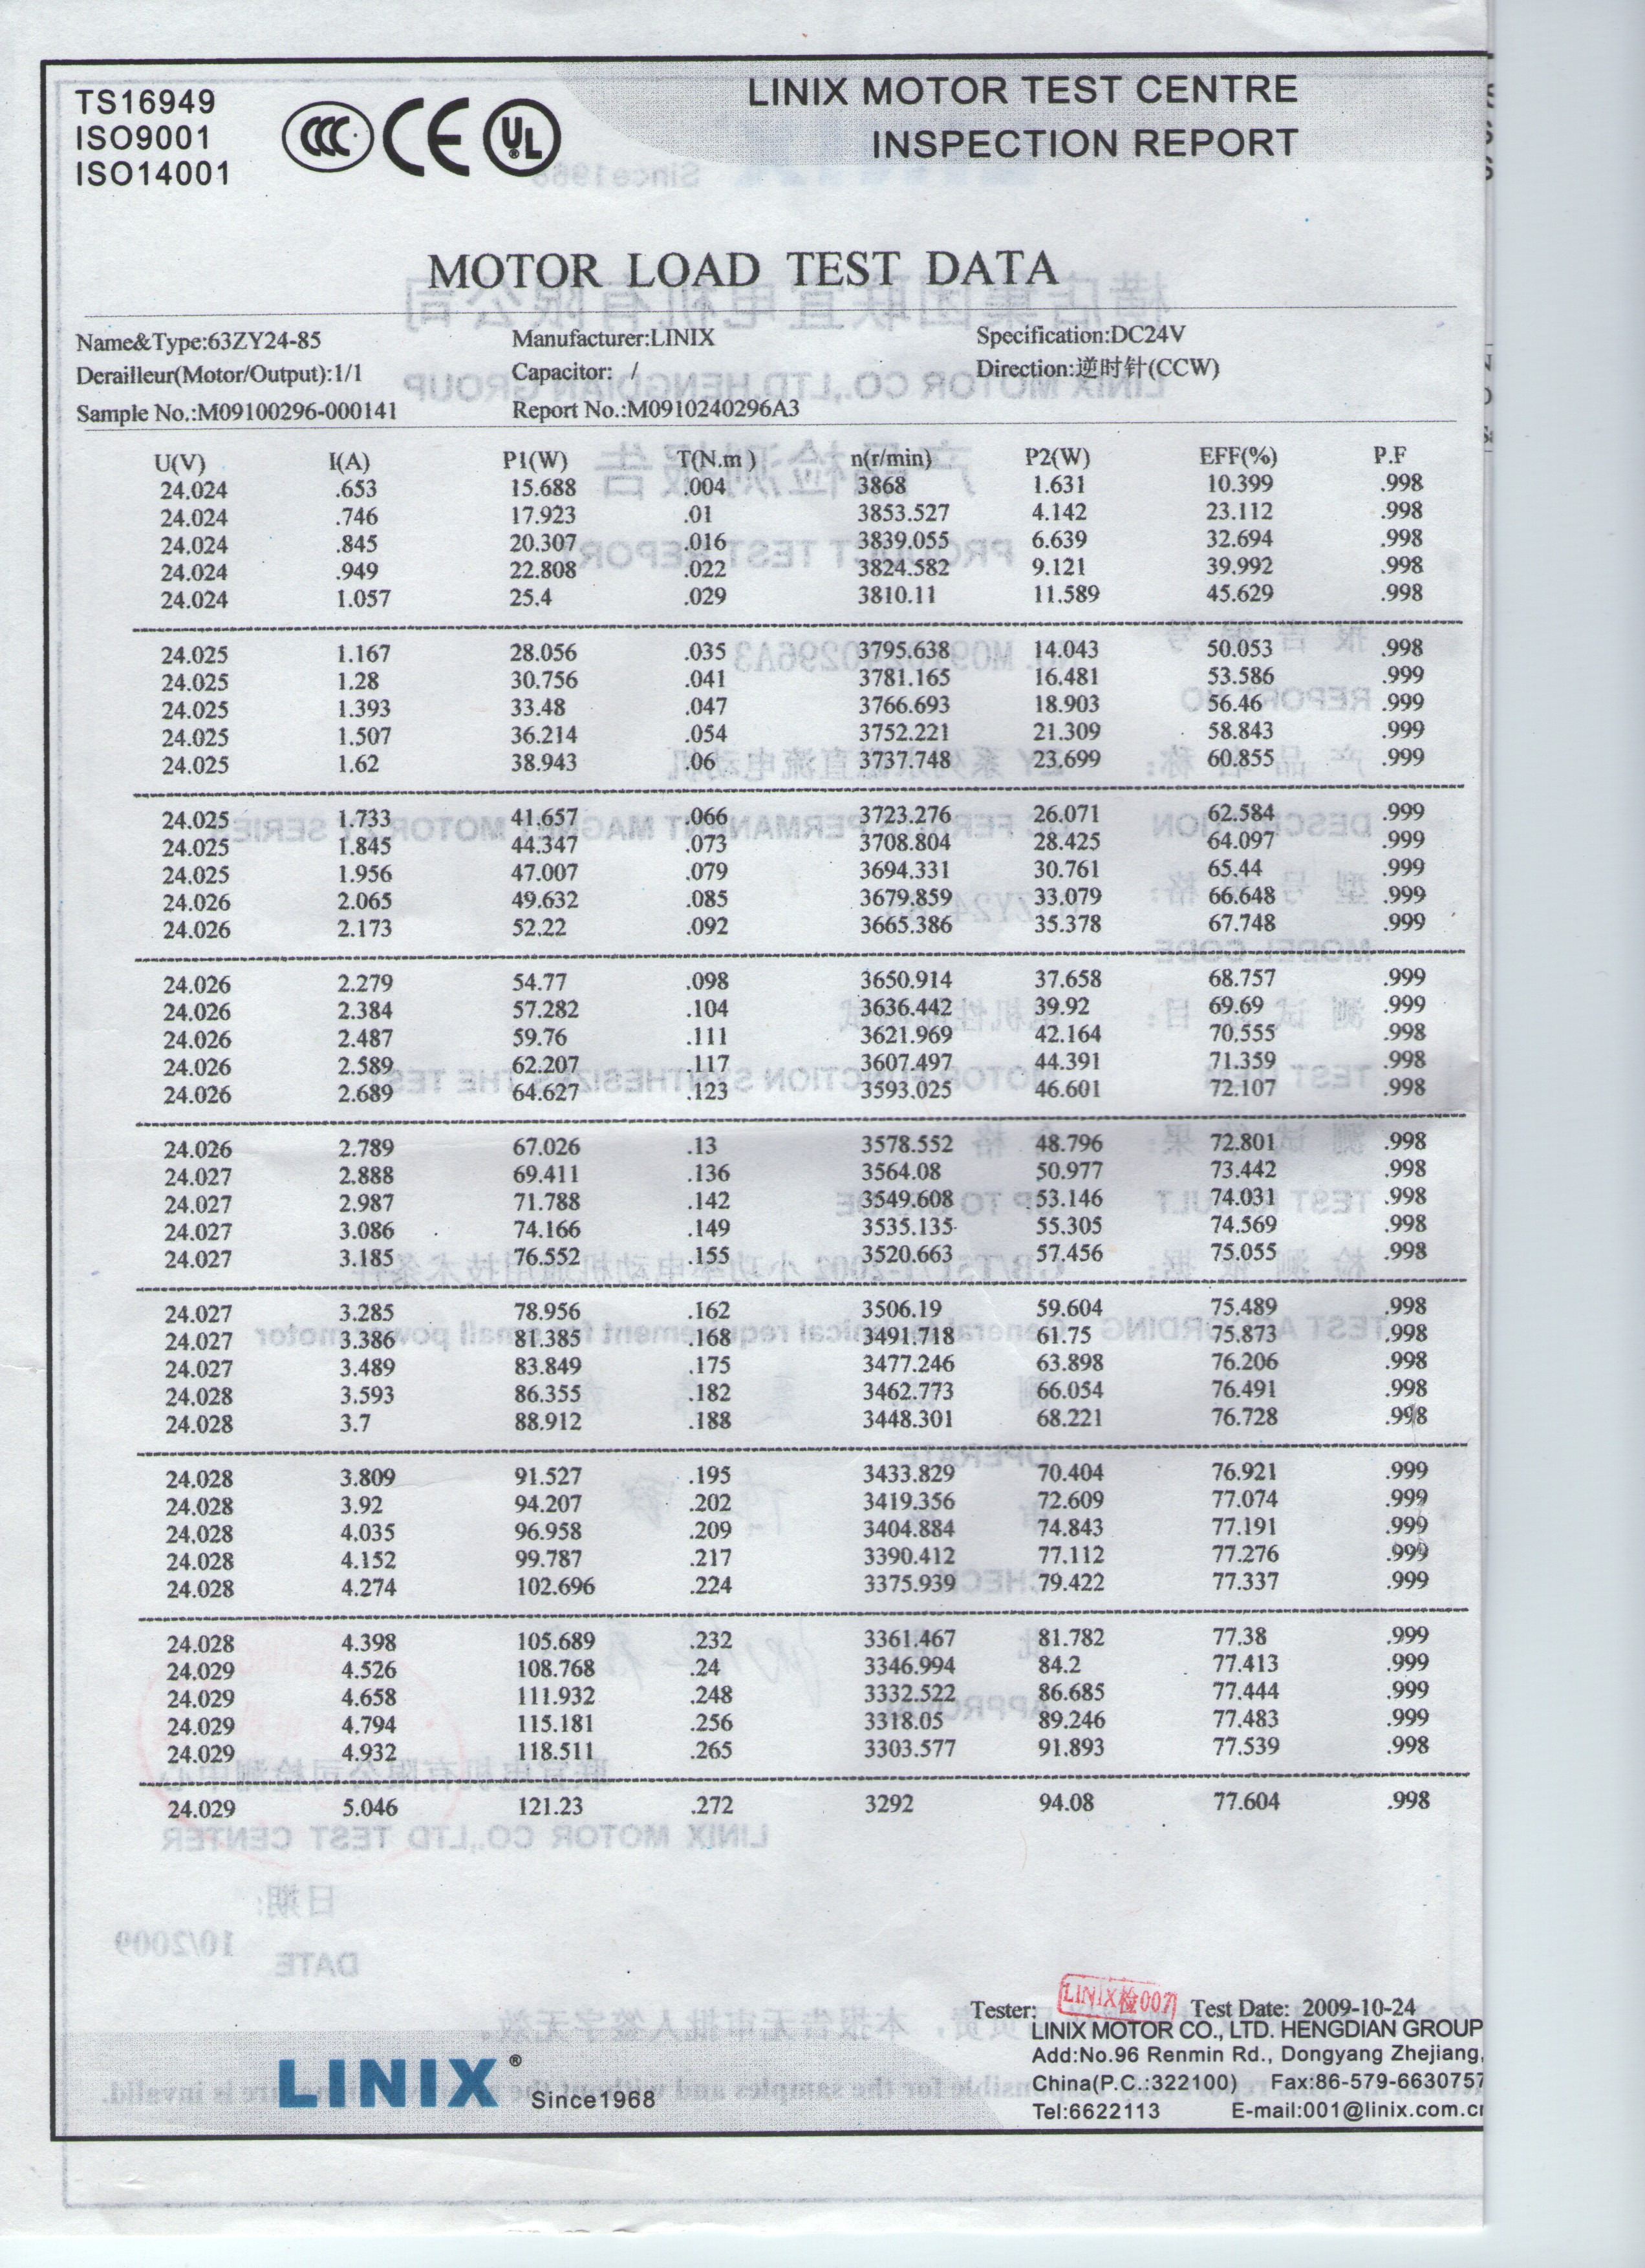 TS16949
ISO9001
ISO14001
CCC CE UL®
LINIX MOTOR TEST CENTRE
INSPECTION REPORT
MOTOR LOAD TEST DATA
Name&Type:63ZY24-85 Manufacturer:LINIX Specification:DC24V
Derailleur(Motor/Output):1/1 Capacitor: / Direction:逆时针(CCW)
Sample No.:M09100296-000141 Report No.:M0910240296A3
U(V) I(A) P1(W) T(N.m) n(r/min) P2(W) EFF(%) P.F
24.024 .653 15.688 .004 3868 1.631 10.399 .998
24.024 .746 17.923 .01 3853.527 4.142 23.112 .998
24.024 .845 20.307 .016 3839.055 6.639 32.694 .998
24.024 .949 22.808 .022 3824.582 9.121 39.992 .998
24.024 1.057 25.4 .029 3810.11 11.589 45.629 .998
24.025 1.167 28.056 .035 3795.638 14.043 50.053 .998
24.025 1.28 30.756 .041 3781.165 16.481 53.586 .999
24.025 1.393 33.48 .047 3766.693 18.903 56.46 .999
24.025 1.507 36.214 .054 3752.221 21.309 58.843 .999
24.025 1.62 38.943 .06 3737.748 23.699 60.855 .999
24.025 1.733 41.657 .066 3723.276 26.071 62.584 .999
24.025 1.845 44.347 .073 3708.804 28.425 64.097 .999
24.025 1.956 47.007 .079 3694.331 30.761 65.44 .999
24.026 2.065 49.632 .085 3679.859 33.079 66.648 .999
24.026 2.173 52.22 .092 3665.386 35.378 67.748 .999
24.026 2.279 54.77 .098 3650.914 37.658 68.757 .999
24.026 2.384 57.282 .104 3636.442 39.92 69.69 .999
24.026 2.487 59.76 .111 3621.969 42.164 70.555 .998
24.026 2.589 62.207 .117 3607.497 44.391 71.359 .998
24.026 2.689 64.627 .123 3593.025 46.601 72.107 .998
24.026 2.789 67.026 .13 3578.552 48.796 72.801 .998
24.027 2.888 69.411 .136 3564.08 50.977 73.442 .998
24.027 2.987 71.788 .142 3549.608 53.146 74.031 .998
24.027 3.086 74.166 .149 3535.135 55.305 74.569 .998
24.027 3.185 76.552 .155 3520.663 57.456 75.055 .998
24.027 3.285 78.956 .162 3506.19 59.604 75.489 .998
24.027 3.386 81.385 .168 3491.718 61.75 75.873 .998
24.027 3.489 83.849 .175 3477.246 63.898 76.206 .998
24.028 3.593 86.355 .182 3462.773 66.054 76.491 .998
24.028 3.7 88.912 .188 3448.301 68.221 76.728 .998
24.028 3.809 91.527 .195 3433.829 70.404 76.921 .999
24.028 3.92 94.207 .202 3419.356 72.609 77.074 .999
24.028 4.035 96.958 .209 3404.884 74.843 77.191 .999
24.028 4.152 99.787 .217 3390.412 77.112 77.276 .999
24.028 4.274 102.696 .224 3375.939 79.422 77.337 .999
24.028 4.398 105.689 .232 3361.467 81.782 77.38 .999
24.029 4.526 108.768 .24 3346.994 84.2 77.413 .999
24.029 4.658 111.932 .248 3332.522 86.685 77.444 .999
24.029 4.794 115.181 .256 3318.05 89.246 77.483 .999
24.029 4.932 118.511 .265 3303.577 91.893 77.539 .998
24.029 5.046 121.23 .272 3292 94.08 77.604 .998
Tester: LINIX检007 Test Date: 2009-10-24
LINIX MOTOR CO., LTD. HENGDIAN GROUP
Add:No.96 Renmin Rd., Dongyang Zhejiang,
China(P.C.:322100) Fax:86-579-6630757
Tel:6622113 E-mail:001@linix.com.cn
LINIX® Since1968